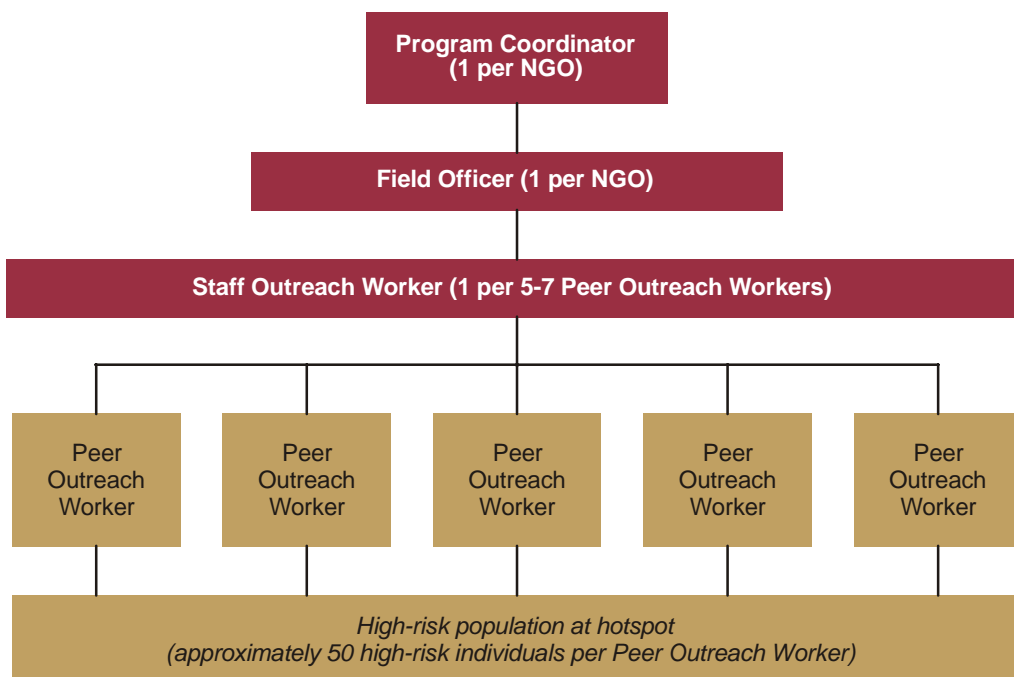 Program Coordinator
(1 per NGO)
Field Officer (1 per NGO)
Staff Outreach Worker (1 per 5-7 Peer Outreach Workers)
Peer
Outreach
Worker
Peer
Outreach
Worker
Peer
Outreach
Worker
Peer
Outreach
Worker
Peer
Outreach
Worker
High-risk population at hotspot
(approximately 50 high-risk individuals per Peer Outreach Worker)